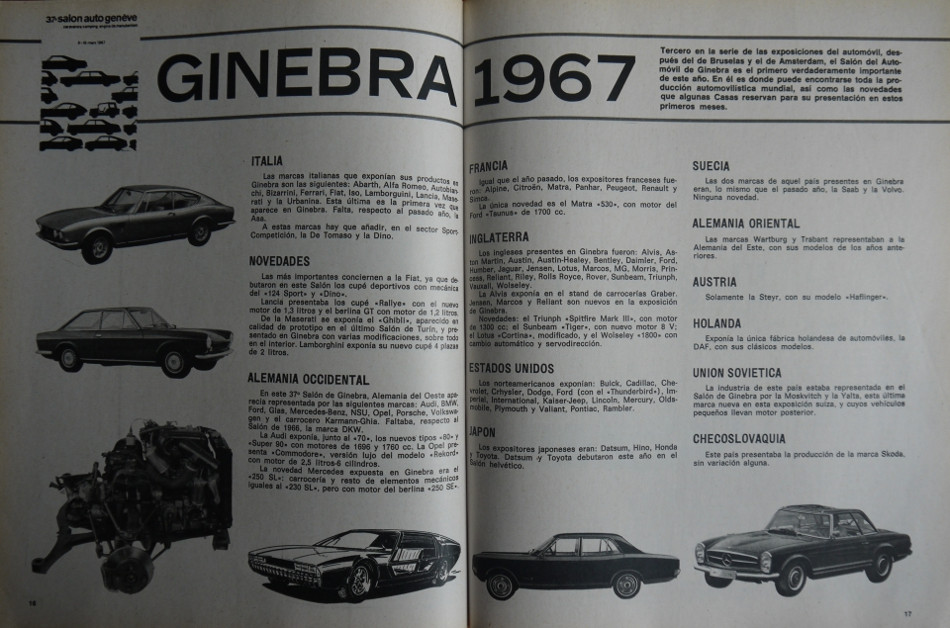 37 salon auto genève
GINEBRA 1967
Tercero en la serie de las exposiciones del automóvil, des-
pués del de Bruselas y el de Amsterdam, el Salón del Auto-
móvil de Ginebra es el primero verdaderamente importante
de este año. En él es donde puede encontrarse toda la pro-
ducción automovilística mundial, así como las novedades
que algunas Casas reservan para su presentación en estos
primeros meses.
ITALIA
Las marcas italianas que exponían sus productos en
Ginebra son las siguientes: Abarth, Alfa Romeo, Autobian-
chi, Bizarrini, Ferrari, Fiat, Iso, Lamborguini, Lancia, Mase-
rati y la Urbanina. Esta última es la primera vez que
aparece en Ginebra. Falta, respecto al pasado año, la
Asa.
A estas marcas hay que añadir, en el sector Sport-
Competición, la De Tomaso y la Dino.
NOVEDADES
Las más importantes conciernen a la Fiat, ya que de-
butaron en este Salón los cupé deportivos con mecánica
del «124 Sport» y «Dino».
Lancia presentaba los cupé «Rallye» con el nuevo
motor de 1,3 litros y el berlina GT con motor de 1,2 litros.
De la Maserati se exponía el «Ghibli», aparecido en
calidad de prototipo en el último Salón de Turín, y pre-
sentado en Ginebra con varias modificaciones, sobre todo
en el interior. Lamborghini exponía su nuevo cupé 4 plazas
de 2 litros.
ALEMANIA OCCIDENTAL
En este 37º Salón de Ginebra, Alemania del Oeste apa-
recía representada por las siguientes marcas: Audi, BMW,
Ford, Glas, Mercedes-Benz, NSU, Opel, Porsche, Volkswa-
gen y el carrocero Karmann-Ghia. Faltaba, respecto al
Salón de 1966, la marca DKW.
La Audi exponía, junto al «70», los nuevos tipos «80» y
«Super 90» con motores de 1696 y 1760 cc. La Opel pre-
senta «Commodore», versión lujo del modelo «Rekord»
con motor de 2,5 litros-6 cilindros.
La novedad Mercedes expuesta en Ginebra era el
«250 SL»: carrocería y resto de elementos mecánicos
iguales al «230 SL», pero con motor del berlina «250 SE».
16
FRANCIA
Igual que el año pasado, los expositores franceses fue-
ron: Alpine, Citroën, Matra, Panhar, Peugeot, Renault y
Simca.
La única novedad es el Matra «530», con motor del
Ford «Taunus» de 1700 cc.
INGLATERRA
Los ingleses presentes en Ginebra fueron: Alvis, As-
ton Martin, Austin, Austin-Healey, Bentley, Daimler, Ford,
Humber, Jaguar, Jensen, Lotus, Marcos, MG, Morris, Prin-
cess, Reliant, Riley, Rolls Royce, Rover, Sunbeam, Triumph,
Vauxall, Wolseley.
La Alvis exponía en el stand de carrocerías Graber.
Jensen, Marcos y Reliant son nuevos en la exposición
de Ginebra.
Novedades: el Triumph «Spitfire Mark III», con motor
de 1300 cc; el Sunbeam «Tiger», con nuevo motor 8 V;
el Lotus «Cortina», modificado, y el Wolseley «1800» con
cambio automático y servodirección.
ESTADOS UNIDOS
Los norteamericanos exponían: Buick, Cadillac, Che-
vrolet, Crhysler, Dodge, Ford (con el «Thunderbird»), Im-
perial, International, Kaiser-Jeep, Lincoln, Mercury, Olds-
mobile, Plymouth y Valiant, Pontiac, Rambler.
JAPON
Los expositores japoneses eran: Datsum, Hino, Honda
y Toyota. Datsum y Toyota debutaron este año en el
Salón helvético.
SUECIA
Las dos marcas de aquel país presentes en Ginebra
eran, lo mismo que el pasado año, la Saab y la Volvo.
Ninguna novedad.
ALEMANIA ORIENTAL
Las marcas Wartburg y Trabant representaban a la
Alemania del Este, con sus modelos de los años ante-
riores.
AUSTRIA
Solamente la Steyr, con su modelo «Haflinger».
HOLANDA
Exponía la única fábrica holandesa de automóviles, la
DAF, con sus clásicos modelos.
UNION SOVIETICA
La industria de este país estaba representada en el
Salón de Ginebra por la Moskvitch y la Yalta, esta última
marca nueva en esta exposición suiza, y cuyos vehículos
pequeños llevan motor posterior.
CHECOSLOVAQUIA
Este país presentaba la producción de la marca Skoda,
sin variación alguna.
17